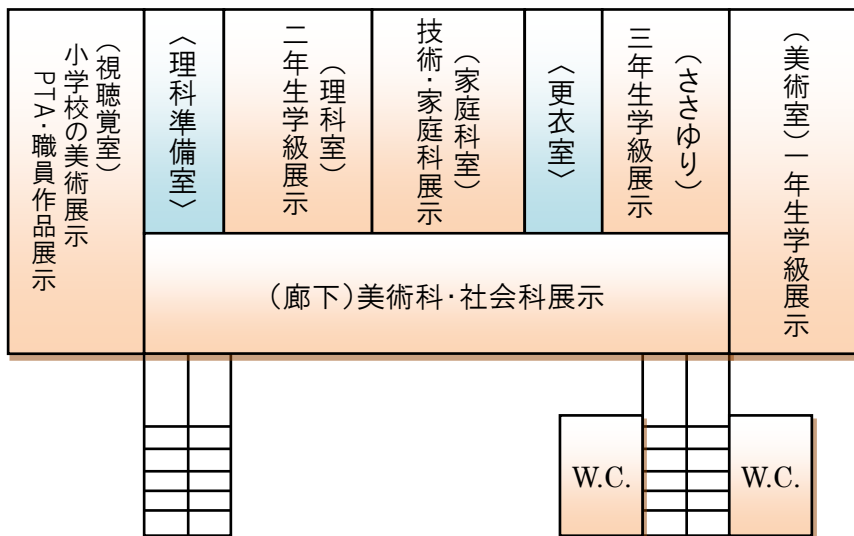 （視聴覚室）
小学校の美術展示
PTA・職員作品展示
〈理科準備室〉
（理科室）
二年生学級展示
（家庭科室）
技術・家庭科展示
〈更衣室〉
（ささゆり）
三年生学級展示
（美術室）一年生学級展示
（廊下）美術科・社会科展示
W.C.
W.C.